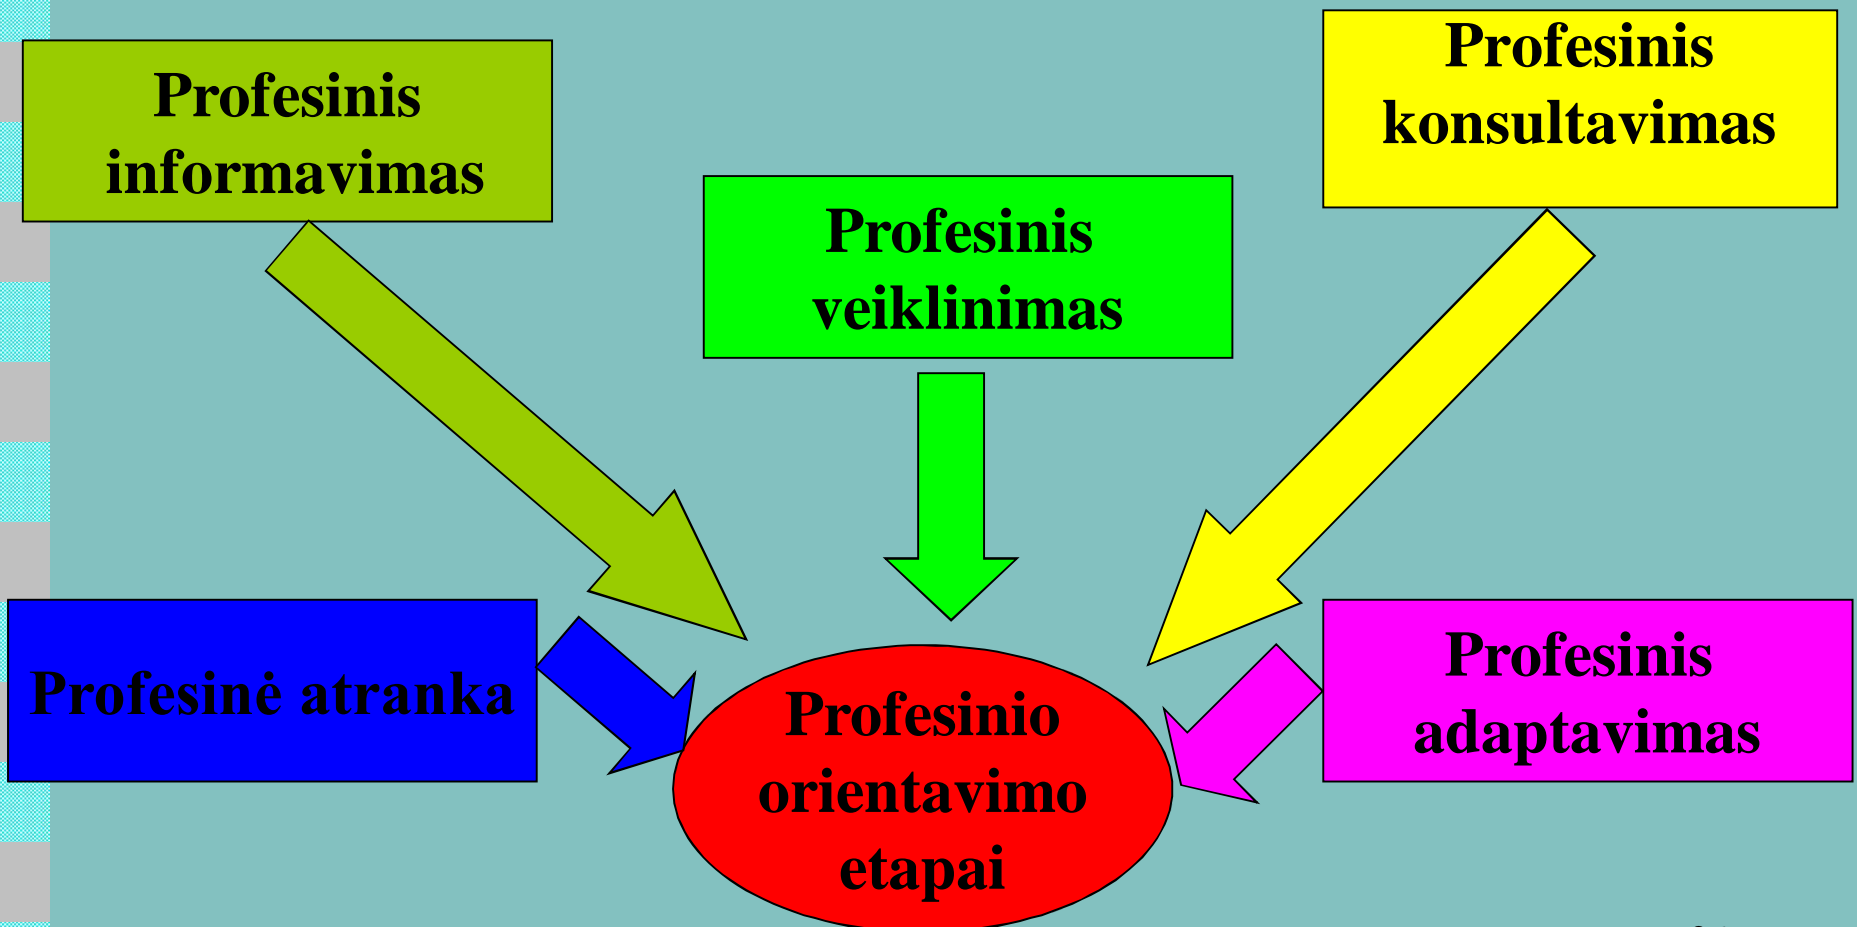 Profesinis
informavimas
Profesinis
konsultavimas
Profesinis
veiklinimas
Profesinė atranka
Profesinis
adaptavimas
Profesinio
orientavimo
etapai